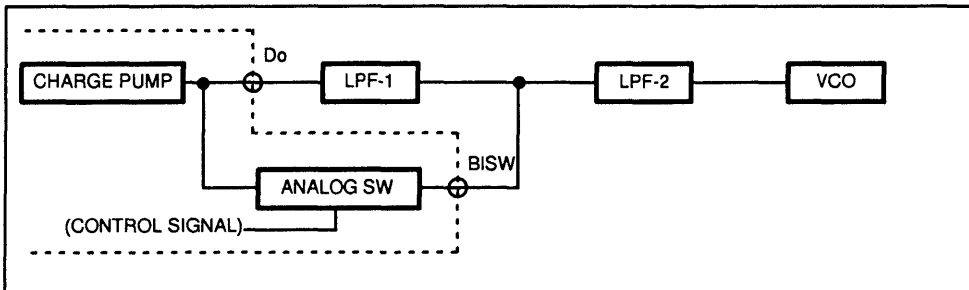 Do
CHARGE PUMP
LPF-1
LPF-2
VCO
BISW
ANALOG SW
(CONTROL SIGNAL)